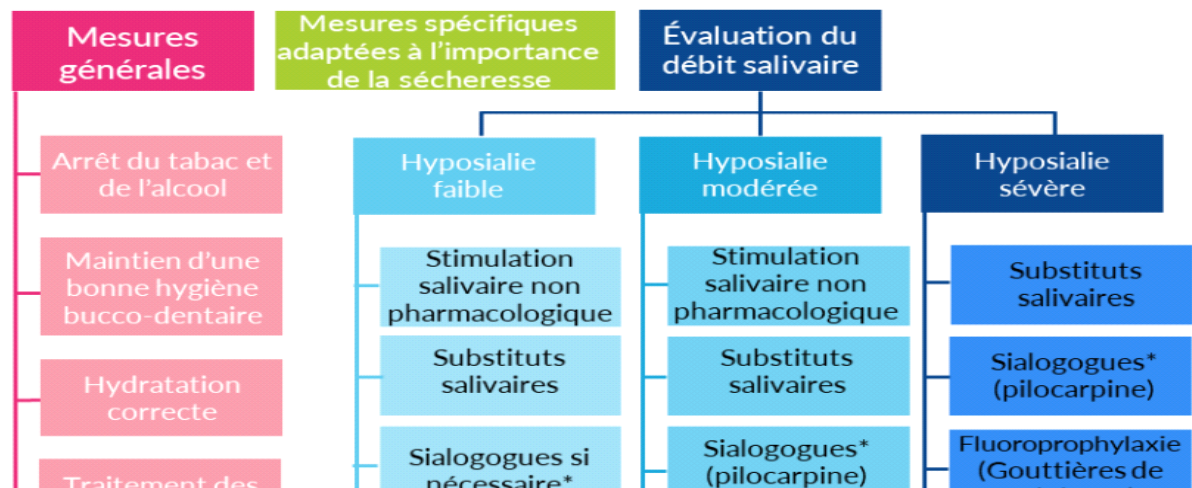 Mesures
générales
Mesures spécifiques
adaptées à l'importance
de la sécheresse
Évaluation du
débit salivaire
Arrêt du tabac et
de l'alcool
Maintien d'une
bonne hygiène
bucco-dentaire
Hydratation
correcte
Traitement des
Hyposialie
faible
Stimulation
salivaire non
pharmacologique
Substituts
salivaires
Sialogogues si
nécessaire*
Hyposialie
modérée
Stimulation
salivaire non
pharmacologique
Substituts
salivaires
Sialogogues*
(pilocarpine)
Hyposialie
sévère
Substituts
salivaires
Sialogogues*
(pilocarpine)
Fluoroprophylaxie
(Gouttières de